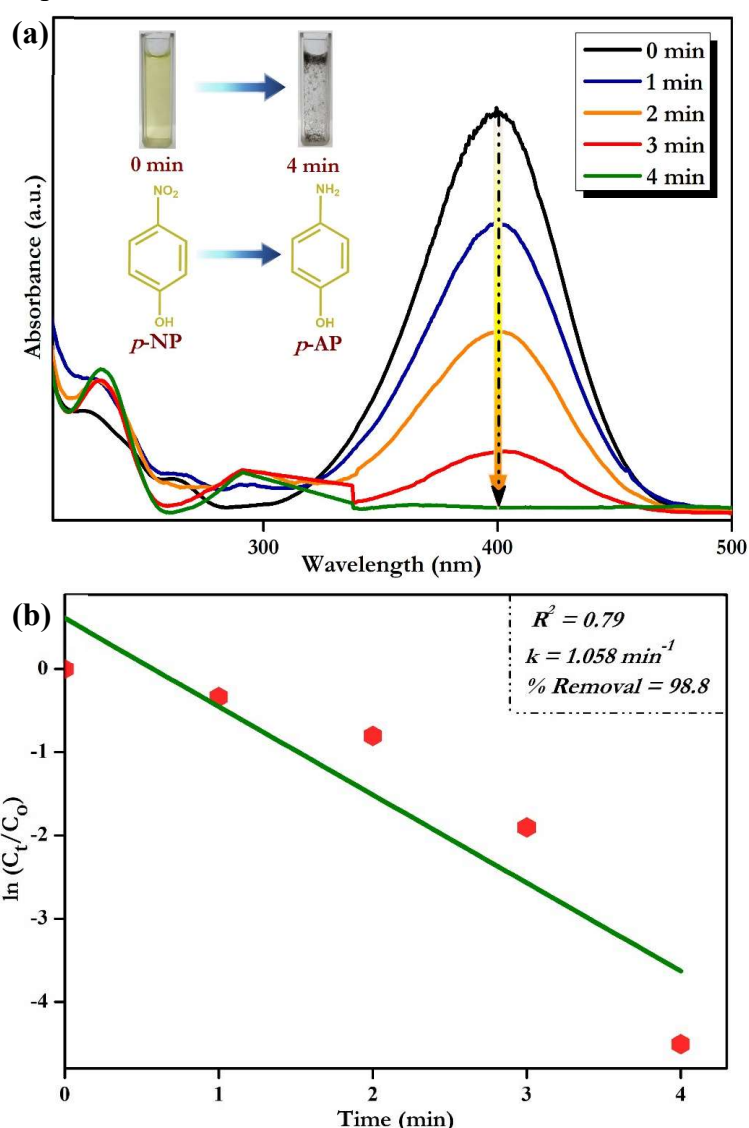 (a)
0 min
1 min
2 min
3 min
4 min
0 min
4 min
NO₂
NH₂
OH
OH
p-NP
p-AP
Absorbance (a.u.)
300
400
500
Wavelength (nm)
(b)
R² = 0.79
k = 1.058 min⁻¹
% Removal = 98.8
0
-1
-2
-3
-4
ln (Cₜ/Cₒ)
0
1
2
3
4
Time (min)